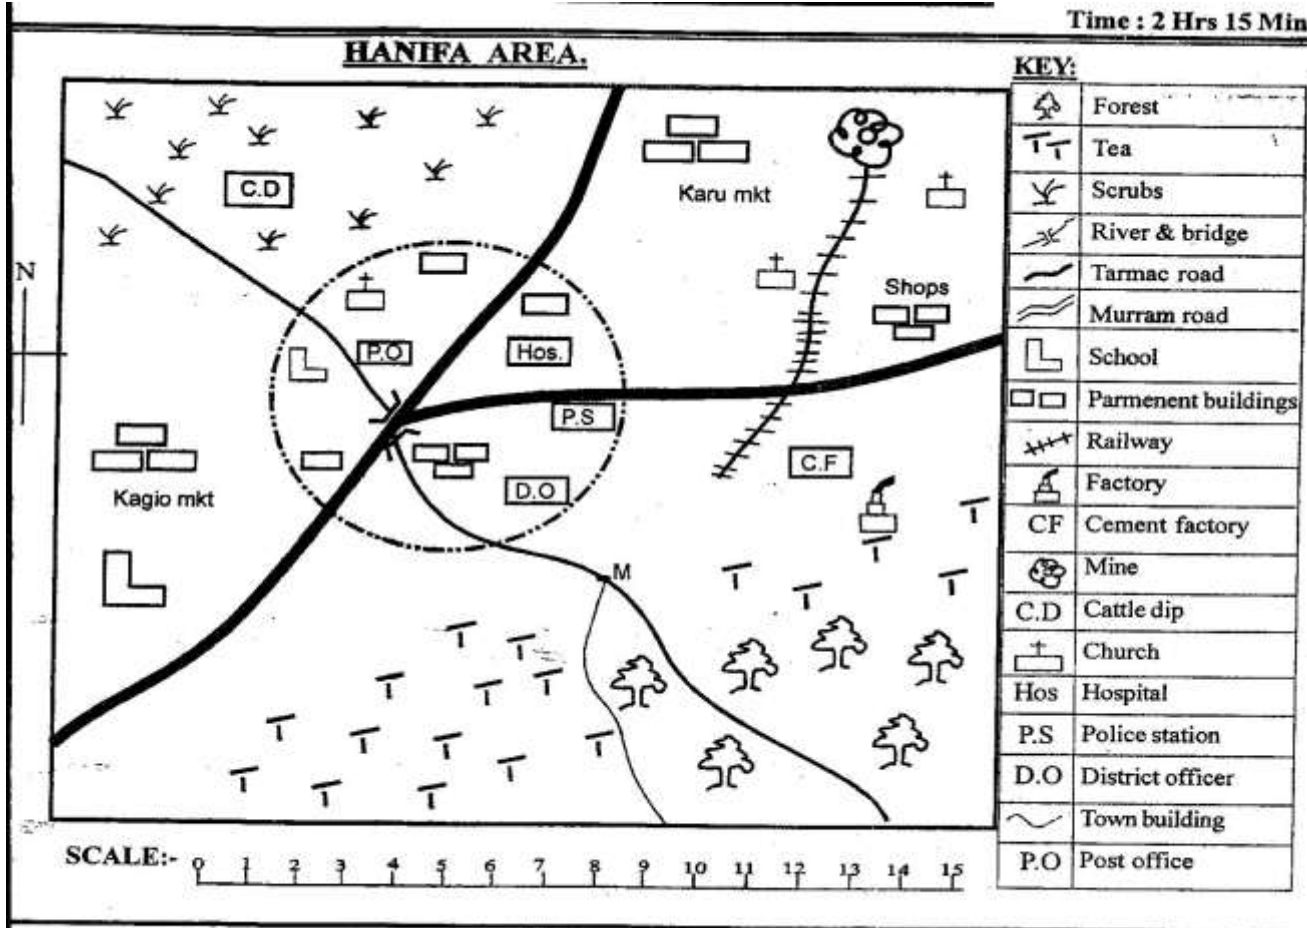 Time : 2 Hrs 15 Min
HANIFA AREA.
KEY:
Forest
Tea
Scrubs
River & bridge
Tarmac road
Murram road
School
Parmenent buildings
Railway
Factory
CF Cement factory
Mine
C.D Cattle dip
Church
Hos Hospital
P.S Police station
D.O District officer
Town building
P.O Post office
C.D
Karu mkt
N
Shops
P.O
Hos.
P.S
C.F
D.O
Kagio mkt
M
SCALE:- 0 1 2 3 4 5 6 7 8 9 10 11 12 13 14 15